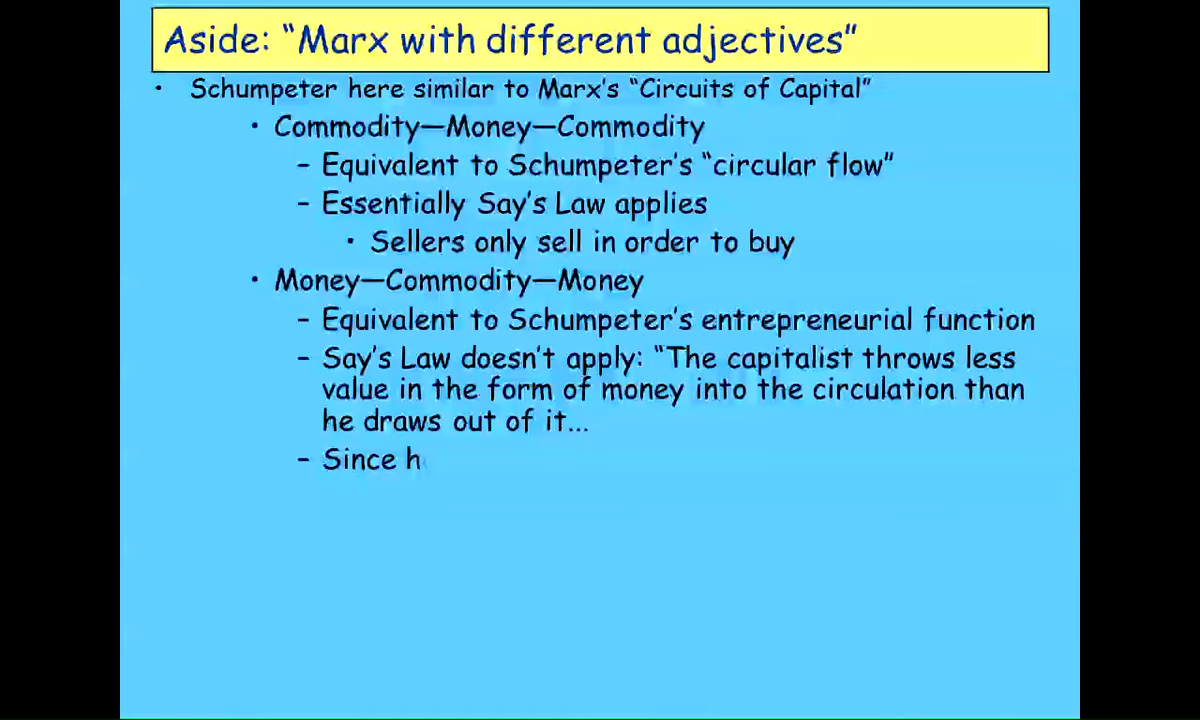 Aside: “Marx with different adjectives”
• Schumpeter here similar to Marx’s “Circuits of Capital”
• Commodity—Money—Commodity
– Equivalent to Schumpeter’s “circular flow”
– Essentially Say’s Law applies
• Sellers only sell in order to buy
• Money—Commodity—Money
– Equivalent to Schumpeter’s entrepreneurial function
– Say’s Law doesn’t apply: “The capitalist throws less
value in the form of money into the circulation than
he draws out of it...
– Since h